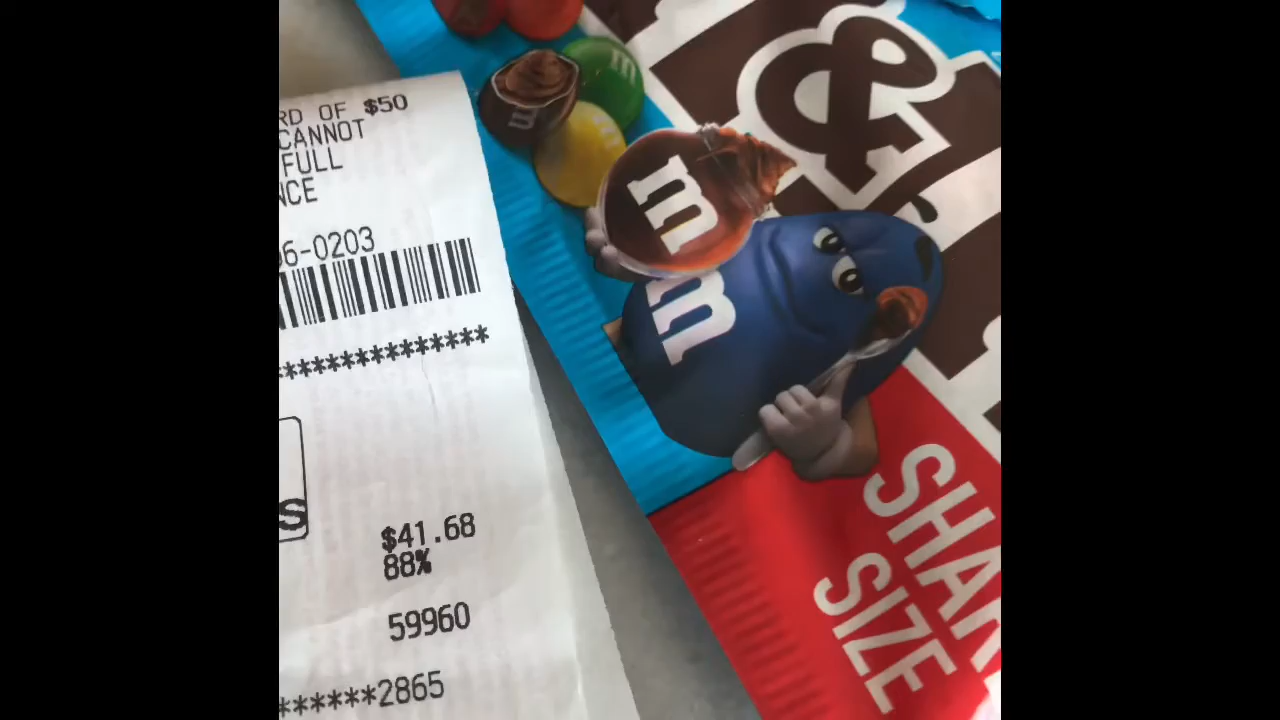 RD OF $50
CANNOT
FULL
NCE
6-0203
**************
S
$41.68
88%
59960
******2865
m
m
m
m
m
&
SHAR
SIZE